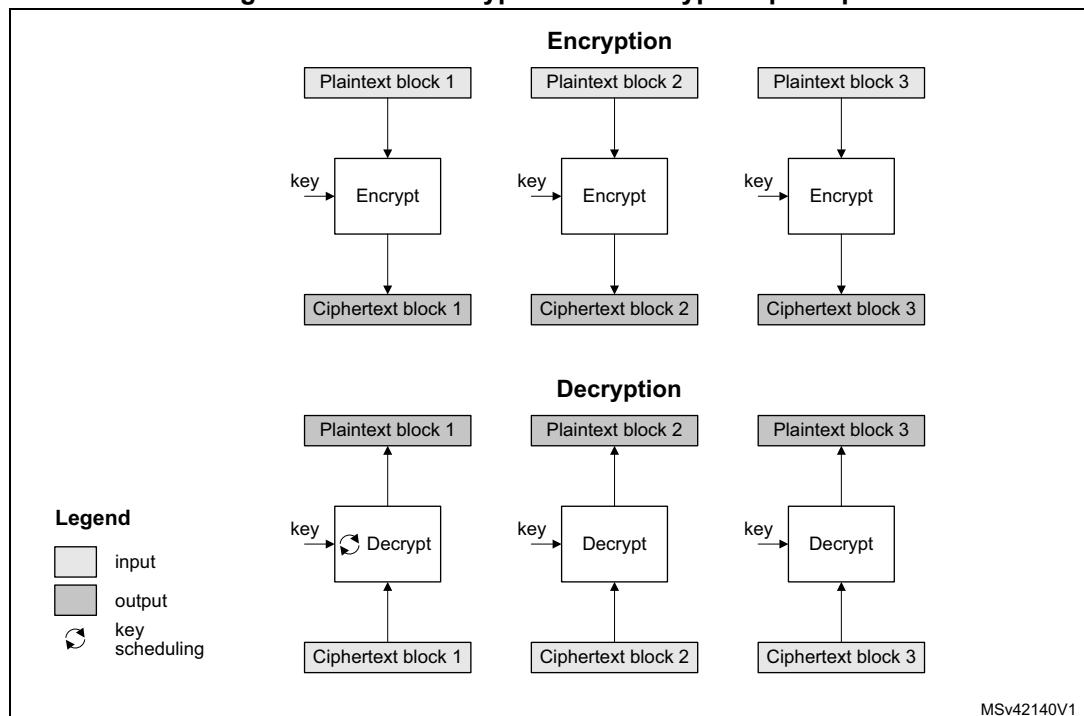 Encryption
Plaintext block 1 Plaintext block 2 Plaintext block 3
key Encrypt key Encrypt key Encrypt
Ciphertext block 1 Ciphertext block 2 Ciphertext block 3
Decryption
Plaintext block 1 Plaintext block 2 Plaintext block 3
Legend
key Decrypt key Decrypt key Decrypt
input
output
key
scheduling
Ciphertext block 1 Ciphertext block 2 Ciphertext block 3
MSv42140V1